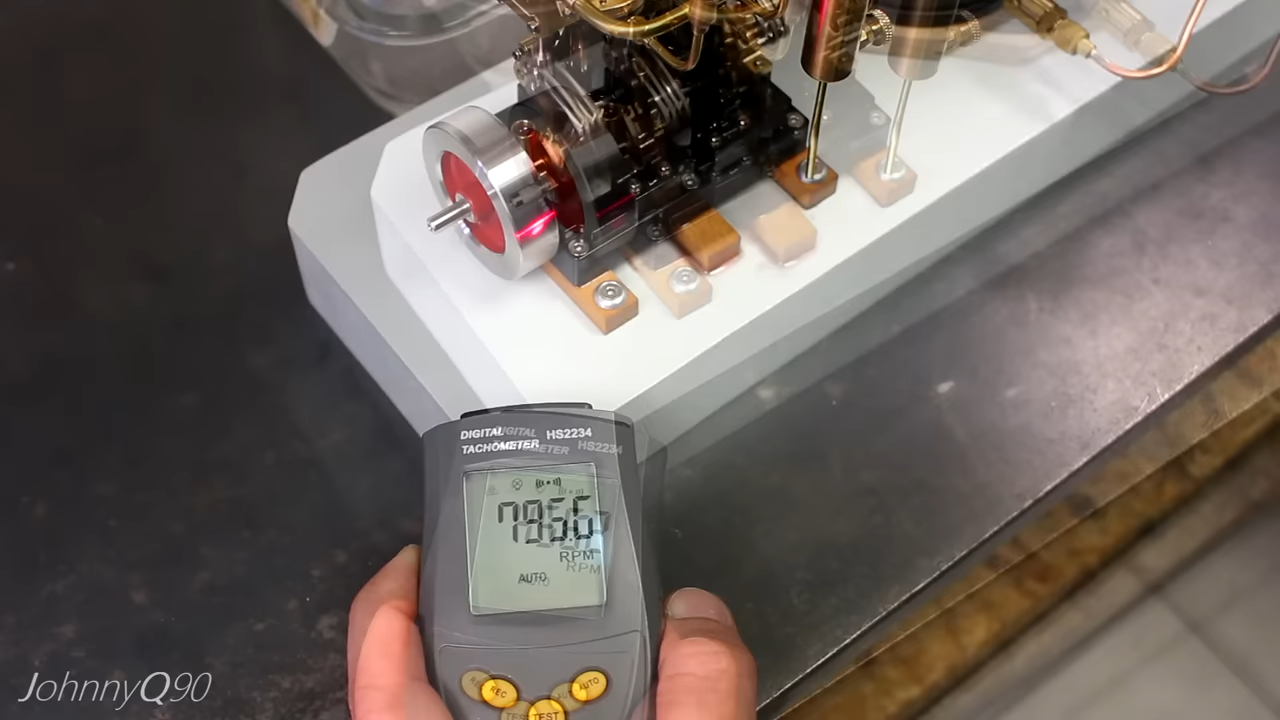 DIGITAL
HS2234
TACHOMETER
RPM
AUTO
REC
AUTO
TEST
JohnnyQ90